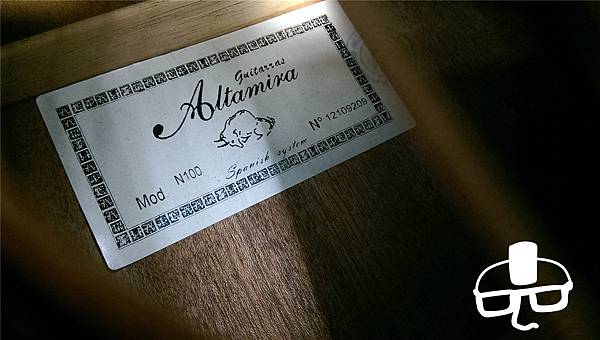 Guitarras
Altamira
Mod. N100
Nº 12109209
Spanish system